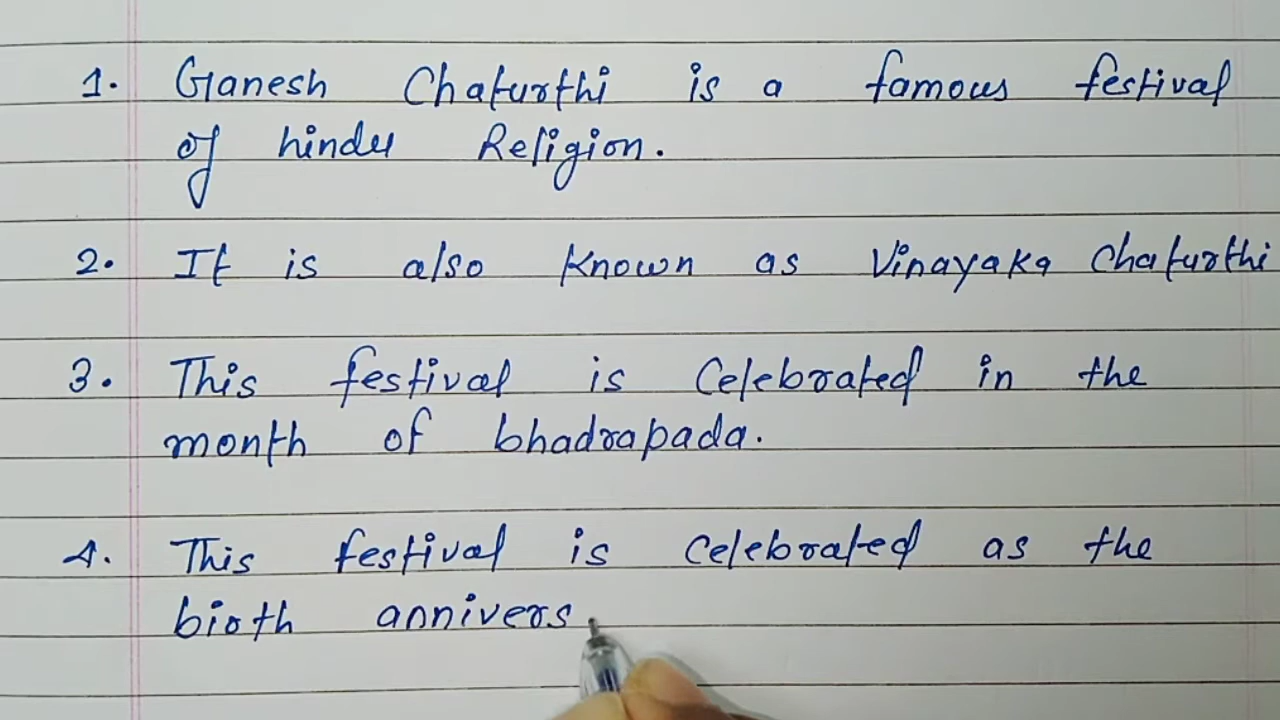 1. Ganesh Chaturthi is a famous festival
of hindu Religion.
2. It is also Known as Vinayaka Chaturthi
3. This festival is Celebrated in the
month of bhadrapada.
4. This festival is Celebrated as the
birth annivers